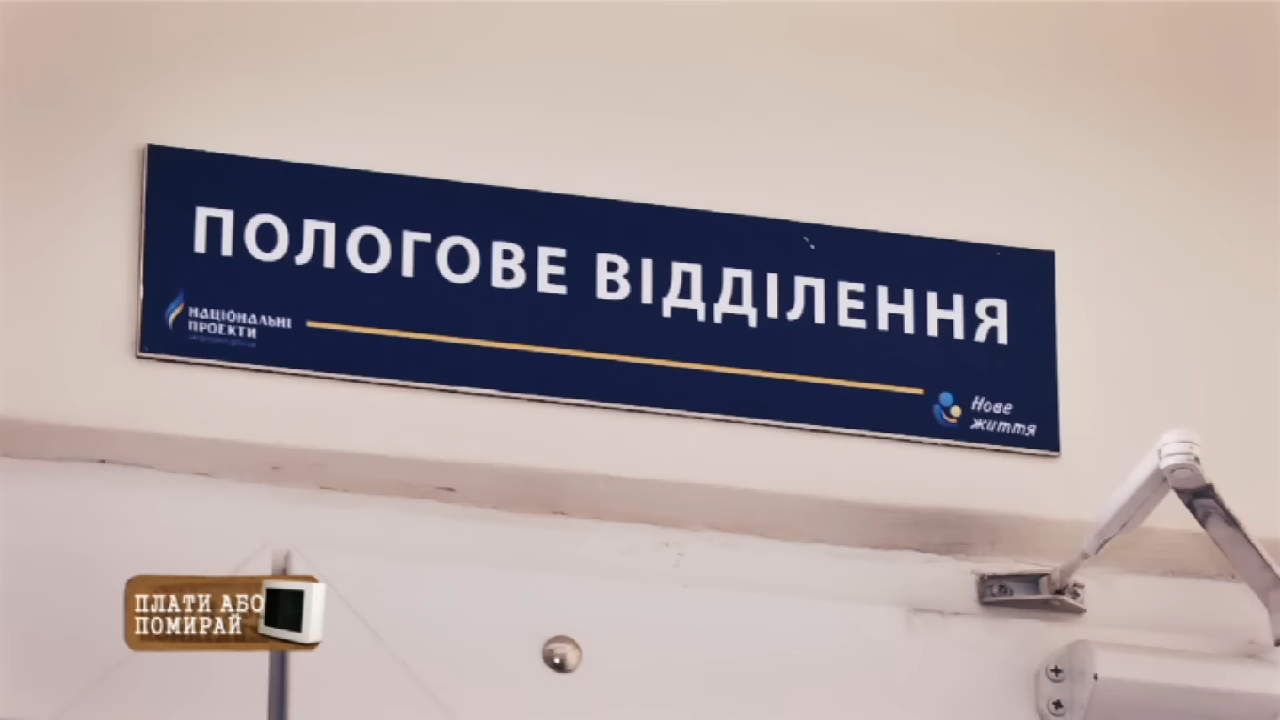 ПОЛОГОВЕ ВІДДІЛЕННЯ
НАЦІОНАЛЬНІ
ПРОЕКТИ
Нове
життя
ПЛАТИ АБО
ПОМИРАЙ